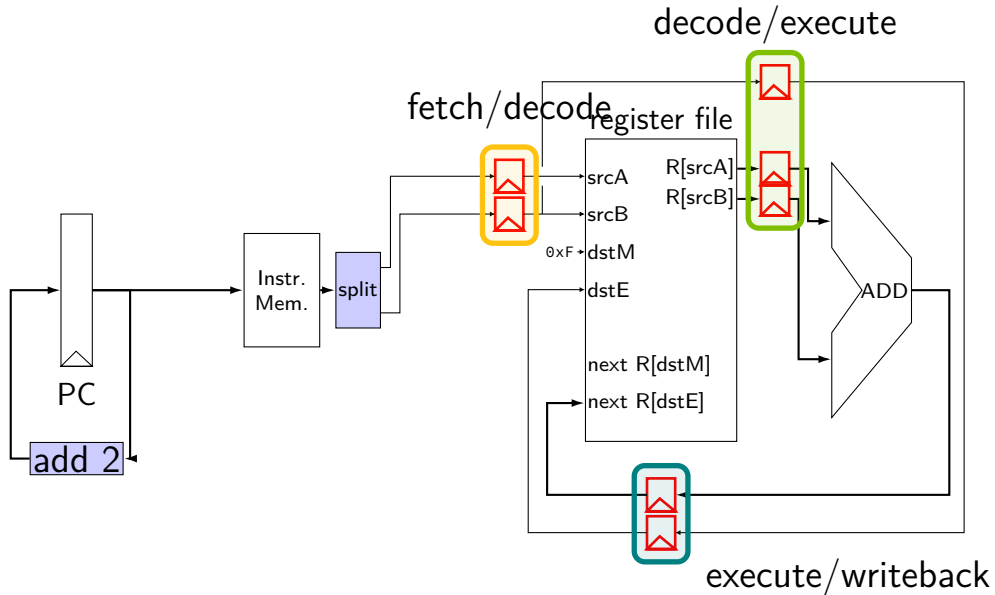 decode/execute
fetch/decode
register file
srcA
srcB
0xF
dstM
dstE
next R[dstM]
next R[dstE]
R[srcA]
R[srcB]
Instr.
Mem.
split
ADD
PC
add 2
execute/writeback